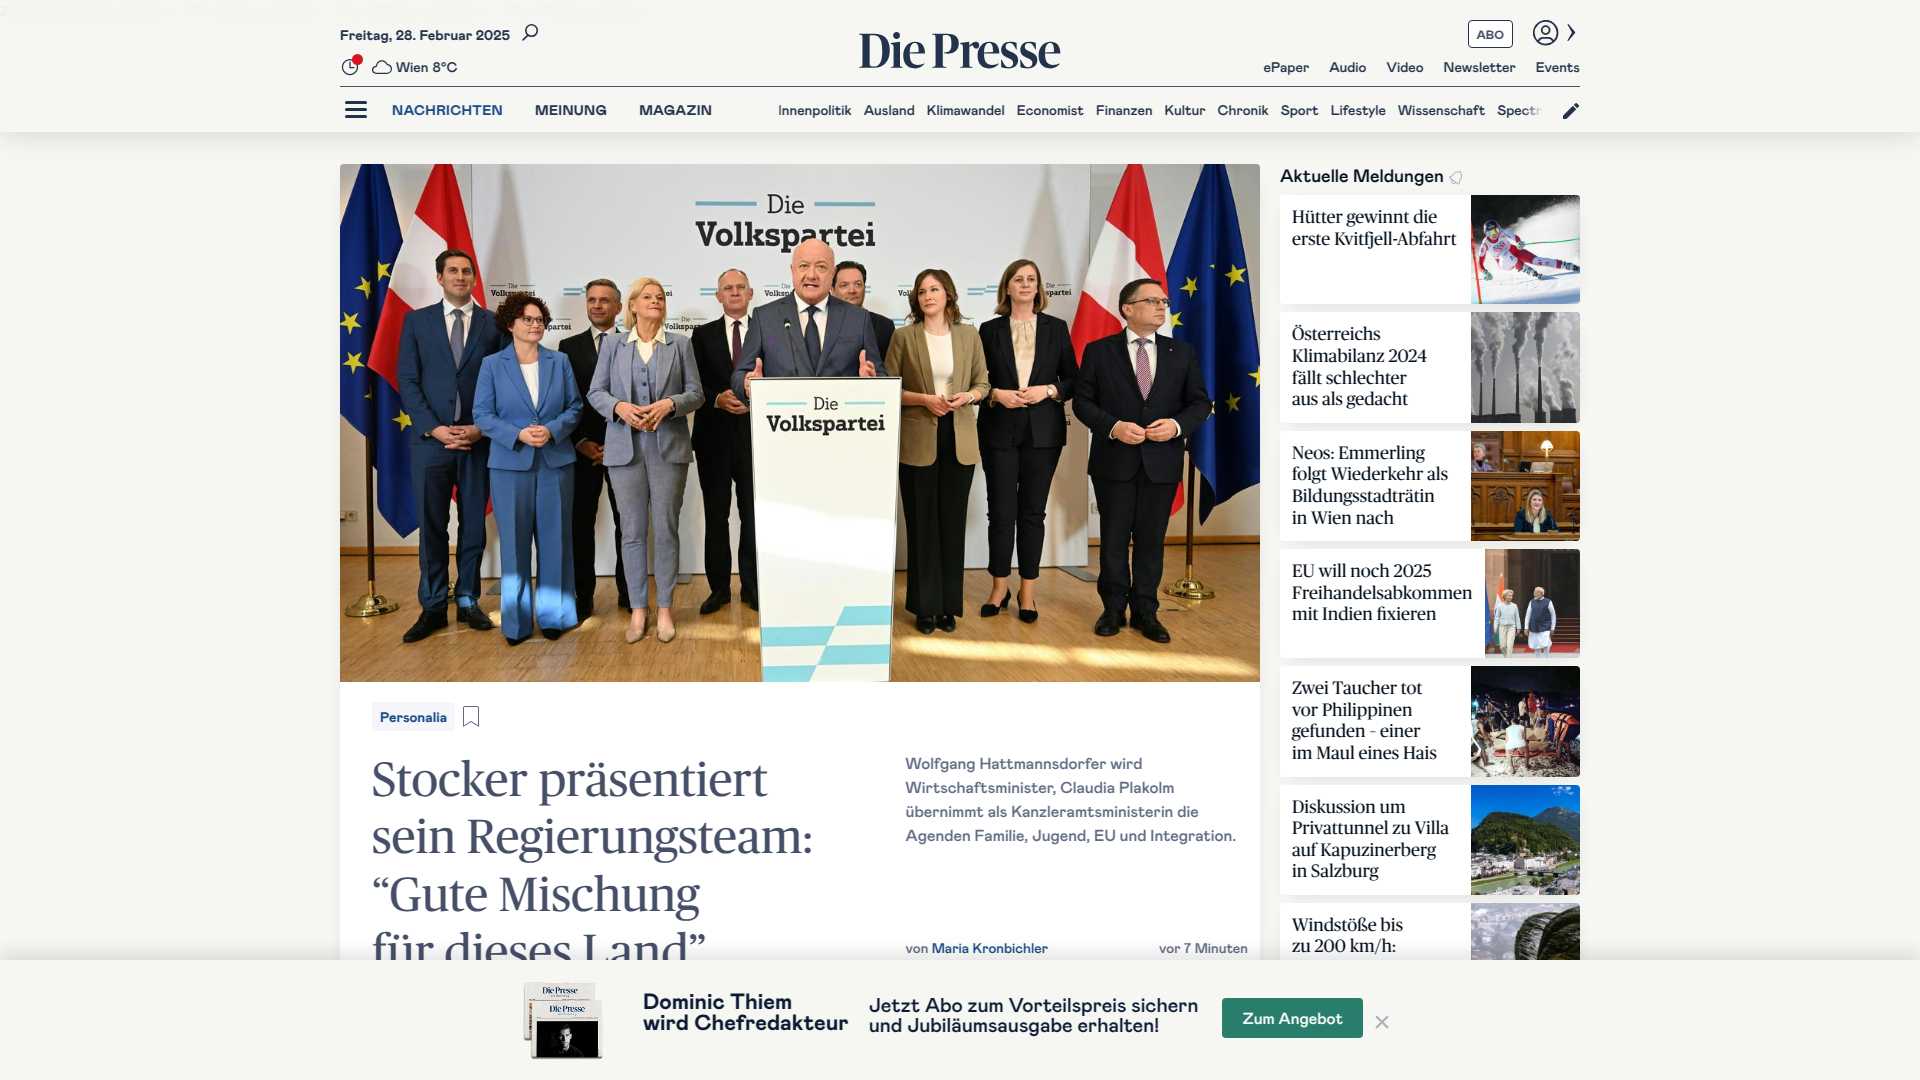 Freitag, 28. Februar 2025
Wien 8°C
Die Presse
ABO
ePaper Audio Video Newsletter Events
NACHRICHTEN MEINUNG MAGAZIN
Innenpolitik Ausland Klimawandel Economist Finanzen Kultur Chronik Sport Lifestyle Wissenschaft
Die
Volkspartei
Die
Volkspartei
Personalia
Stocker präsentiert
sein Regierungsteam:
“Gute Mischung
für dieses Land”
Wolfgang Hattmannsdorfer wird
Wirtschaftsminister, Claudia Plakolm
übernimmt als Kanzleramtsministerin die
Agenden Familie, Jugend, EU und Integration.
von Maria Kronbichler
vor 7 Minuten
Aktuelle Meldungen
Hütter gewinnt die
erste Kvitfjell-Abfahrt
Österreichs
Klimabilanz 2024
fällt schlechter
aus als gedacht
Neos: Emmerling
folgt Wiederkehr als
Bildungsstadträtin
in Wien nach
EU will noch 2025
Freihandelsabkommen
mit Indien fixieren
Zwei Taucher tot
vor Philippinen
gefunden - einer
im Maul eines Hais
Diskussion um
Privattunnel zu Villa
auf Kapuzinerberg
in Salzburg
Windstöße bis
zu 200 km/h:
Die Presse
Die Presse
Dominic Thiem
wird Chefredakteur
Jetzt Abo zum Vorteilspreis sichern
und Jubiläumsausgabe erhalten!
Zum Angebot